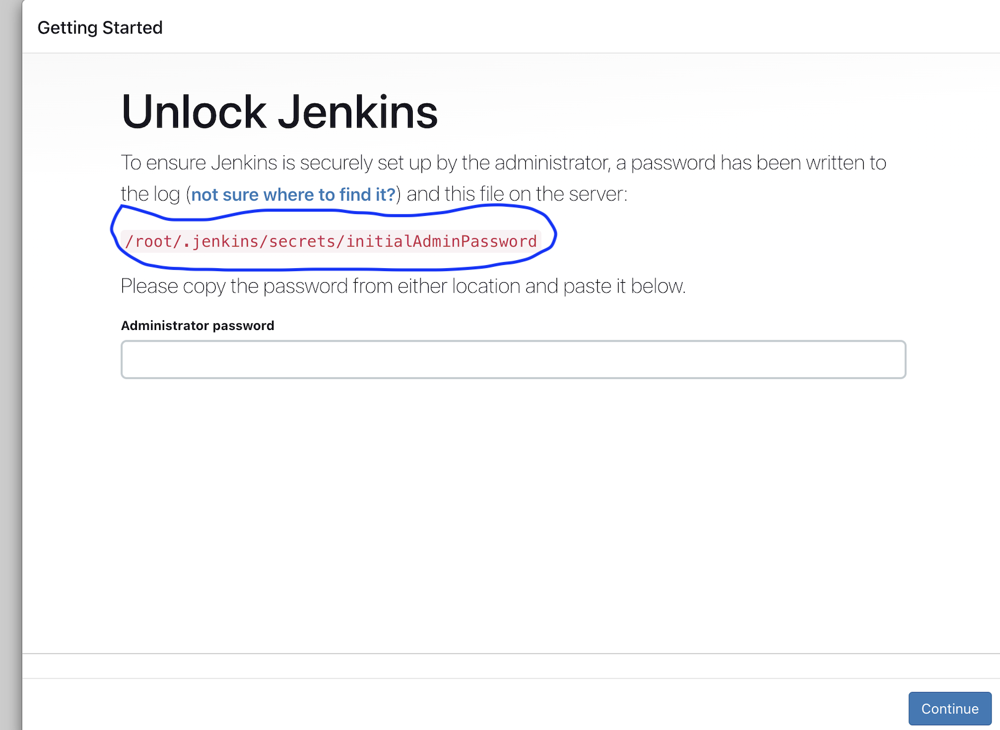 Getting Started
Unlock Jenkins
To ensure Jenkins is securely set up by the administrator, a password has been written to
the log (not sure where to find it?) and this file on the server:
/root/.jenkins/secrets/initialAdminPassword
Please copy the password from either location and paste it below.
Administrator password
Continue